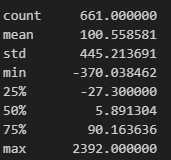 count 661.000000
mean 100.558581
std 445.213691
min -370.038462
25% -27.300000
50% 5.891304
75% 90.163636
max 2392.000000